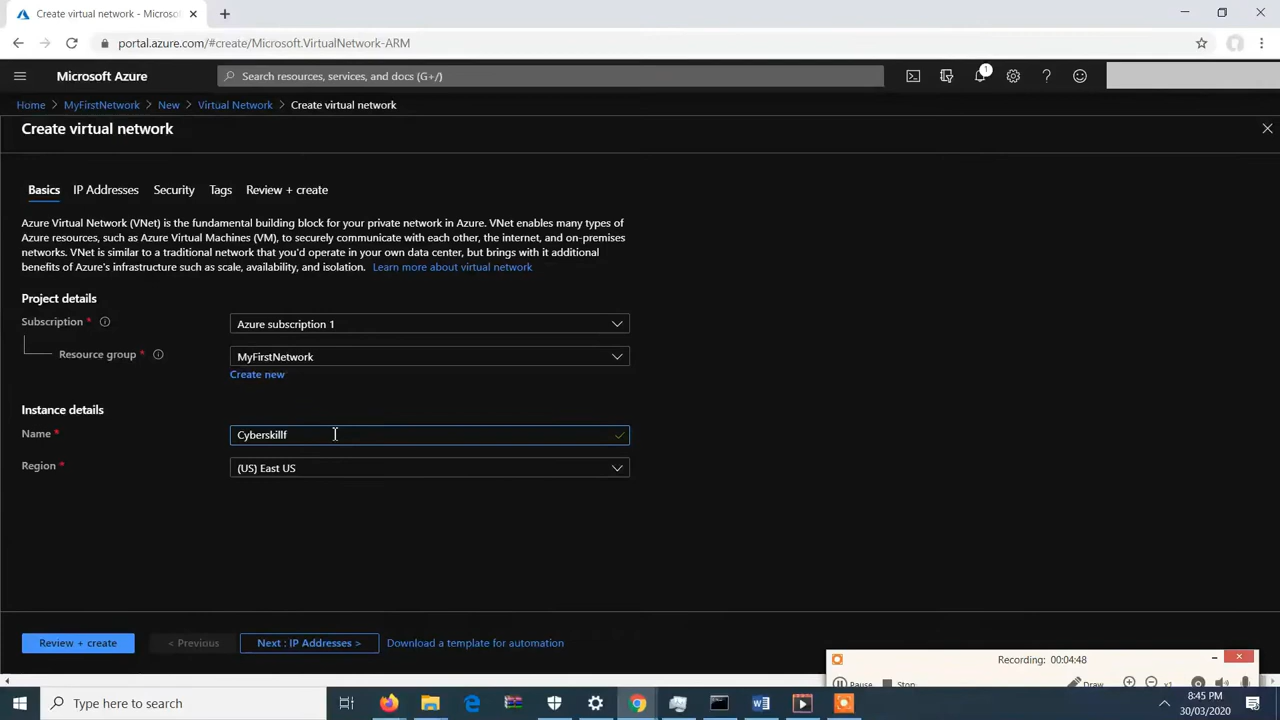 Create virtual network - Microso
portal.azure.com/#create/Microsoft.VirtualNetwork-ARM
Microsoft Azure
Search resources, services, and docs (G+/)
1
Home > MyFirstNetwork > New > Virtual Network > Create virtual network
Create virtual network
Basics IP Addresses Security Tags Review + create
Azure Virtual Network (VNet) is the fundamental building block for your private network in Azure. VNet enables many types of
Azure resources, such as Azure Virtual Machines (VM), to securely communicate with each other, the internet, and on-premises
networks. VNet is similar to a traditional network that you'd operate in your own data center, but brings with it additional
benefits of Azure's infrastructure such as scale, availability, and isolation. Learn more about virtual network
Project details
Subscription * Azure subscription 1
Resource group * MyFirstNetwork
Create new
Instance details
Name * Cyberskillf
Region * (US) East US
Review + create < Previous Next : IP Addresses > Download a template for automation
Recording: 00:04:48
Pause Stop Draw x1
Type here to search
8:45 PM
30/03/2020